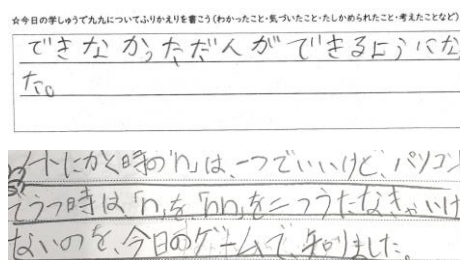 ☆今日の学しゅうで九九についてふりかえりを書こう(わかったこと・気づいたこと・たしかめられたこと・考えたことなど)
できなかっただんができるようにな
た。
ノートにかく時の「n」は、一つでいいけど、パソコン
でうつ時は「n」を「nn」を二つうたなきゃいけ
ないのを、今日のゲームで、知りました。